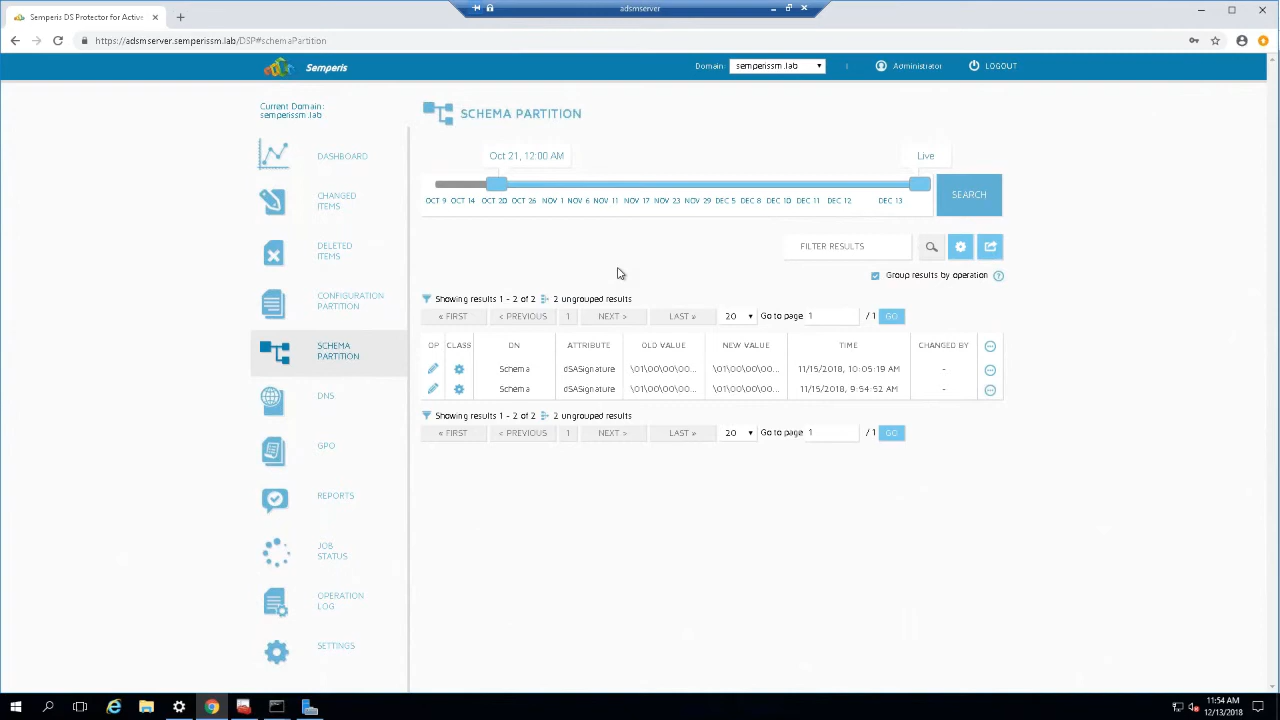 adsmserver
Semperis DS Protector for Active
https://adsmserver.semperissm.lab/DSP#schemaPartition
Semperis
Domain: semperissm.lab
Administrator
LOGOUT
Current Domain:
semperissm.lab
DASHBOARD
CHANGED
ITEMS
DELETED
ITEMS
CONFIGURATION
PARTITION
SCHEMA
PARTITION
DNS
GPO
REPORTS
JOB
STATUS
OPERATION
LOG
SETTINGS
SCHEMA PARTITION
Oct 21, 12:00 AM Live
OCT 9 OCT 14 OCT 20 OCT 26 NOV 1 NOV 6 NOV 11 NOV 17 NOV 23 NOV 29 DEC 5 DEC 8 DEC 10 DEC 11 DEC 12 DEC 13
SEARCH
FILTER RESULTS
Group results by operation ?
Showing results 1 - 2 of 2 2 ungrouped results
« FIRST < PREVIOUS 1 NEXT > LAST » 20 Go to page 1 / 1 GO
OP CLASS DN ATTRIBUTE OLD VALUE NEW VALUE TIME CHANGED BY
Schema dSASignature \01\00\00\00... \01\00\00\00... 11/15/2018, 10:05:19 AM -
Schema dSASignature \01\00\00\00... \01\00\00\00... 11/15/2018, 9:54:52 AM -
Showing results 1 - 2 of 2 2 ungrouped results
« FIRST < PREVIOUS 1 NEXT > LAST » 20 Go to page 1 / 1 GO
11:54 AM
12/13/2018